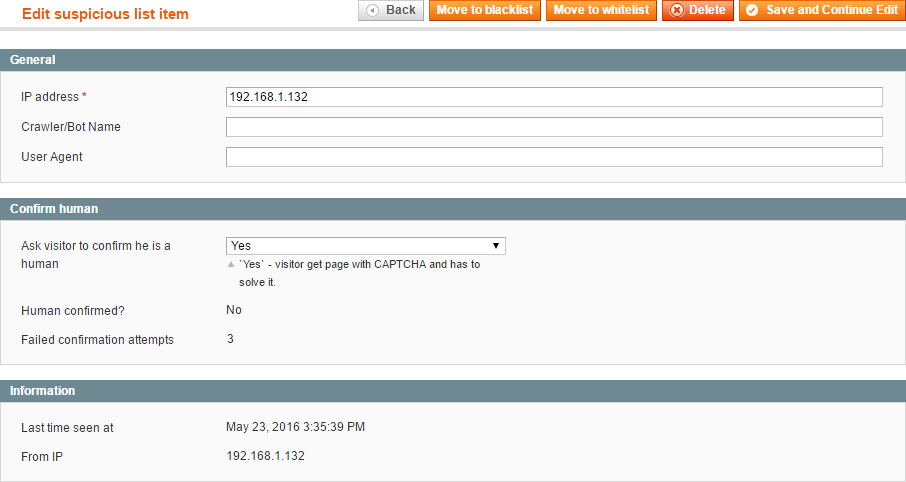 Edit suspicious list item
Back
Move to blacklist
Move to whitelist
Delete
Save and Continue Edit
General
IP address *
192.168.1.132
Crawler/Bot Name
User Agent
Confirm human
Ask visitor to confirm he is a
human
Yes
`Yes` - visitor get page with CAPTCHA and has to
solve it.
Human confirmed?
No
Failed confirmation attempts
3
Information
Last time seen at
May 23, 2016 3:35:39 PM
From IP
192.168.1.132